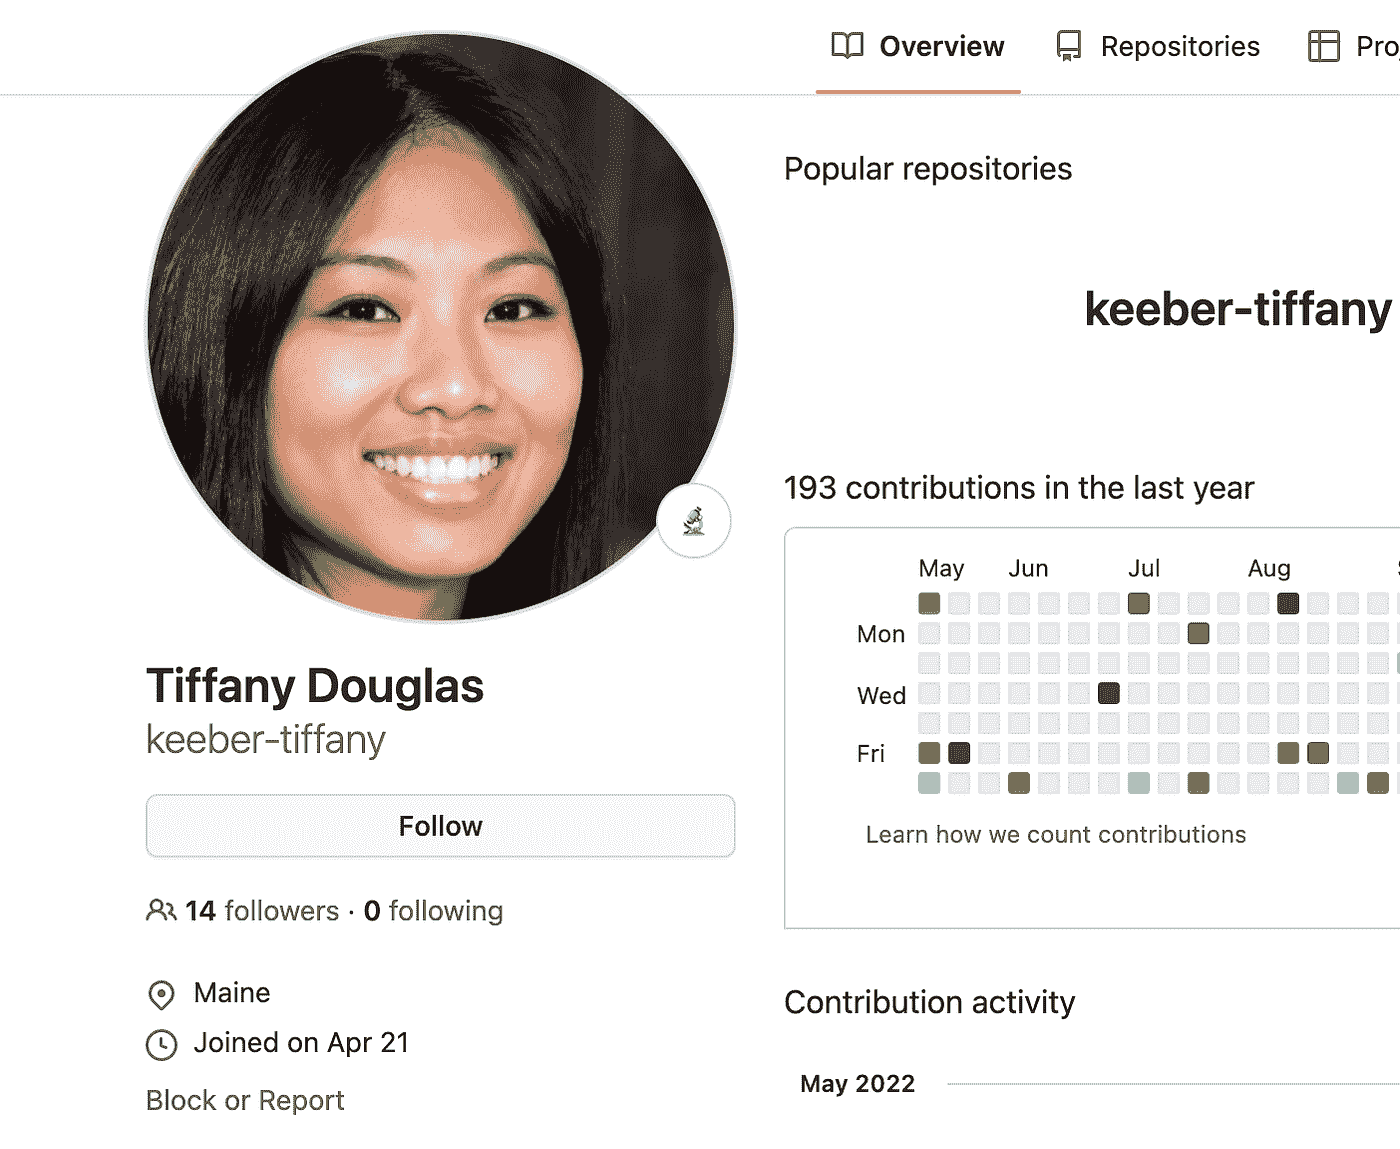 Overview
Repositories
Popular repositories
keeber-tiffany
193 contributions in the last year
May Jun Jul Aug
Mon
Wed
Fri
Learn how we count contributions
Contribution activity
May 2022
Tiffany Douglas
keeber-tiffany
Follow
14 followers · 0 following
Maine
Joined on Apr 21
Block or Report